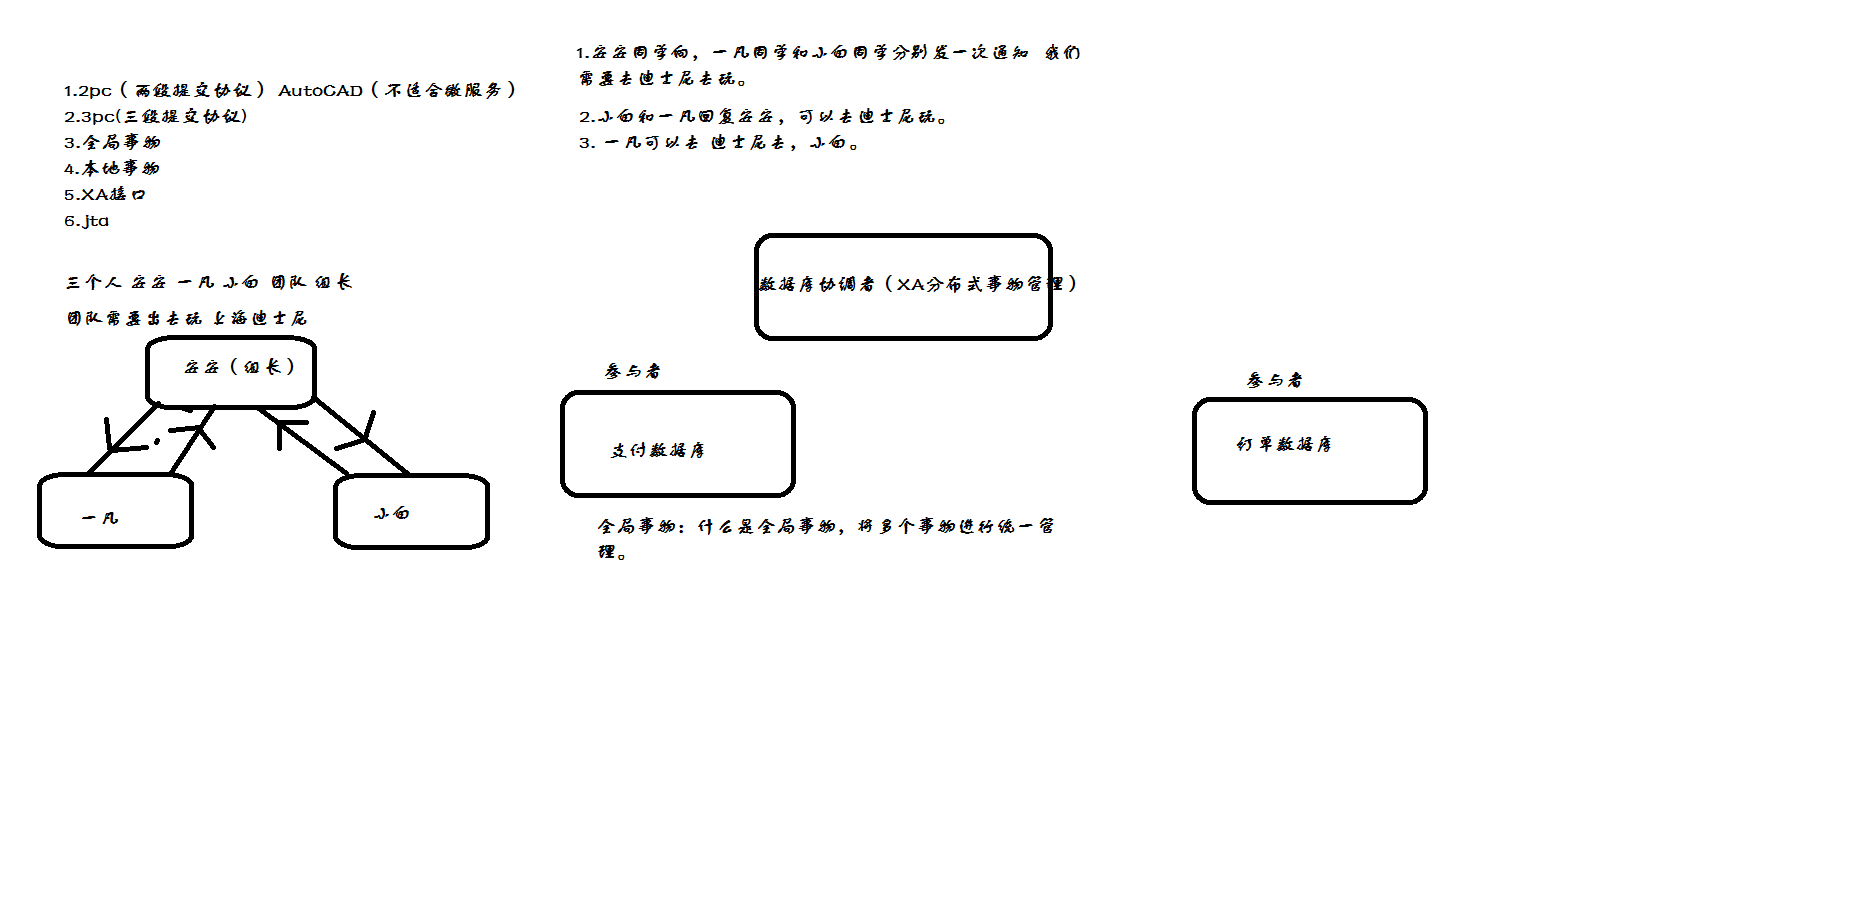 1.2pc（两段提交协议） AutoCAD（不适合微服务）
2.3pc(三段提交协议)
3.全局事物
4.本地事物
5.XA接口
6.jta
三个人 安安 一凡 小白 团队 组长
团队需要出去玩 上海迪士尼
安安（组长）
一凡
小白
1.安安同学向，一凡同学和小白同学分别发一次通知 我们
需要去迪士尼去玩。
2.小白和一凡回复安安，可以去迪士尼玩。
3. 一凡可以去 迪士尼去，小白。
数据库协调者（XA分布式事物管理）
参与者
支付数据库
参与者
订单数据库
全局事物：什么是全局事物，将多个事物进行统一管
理。